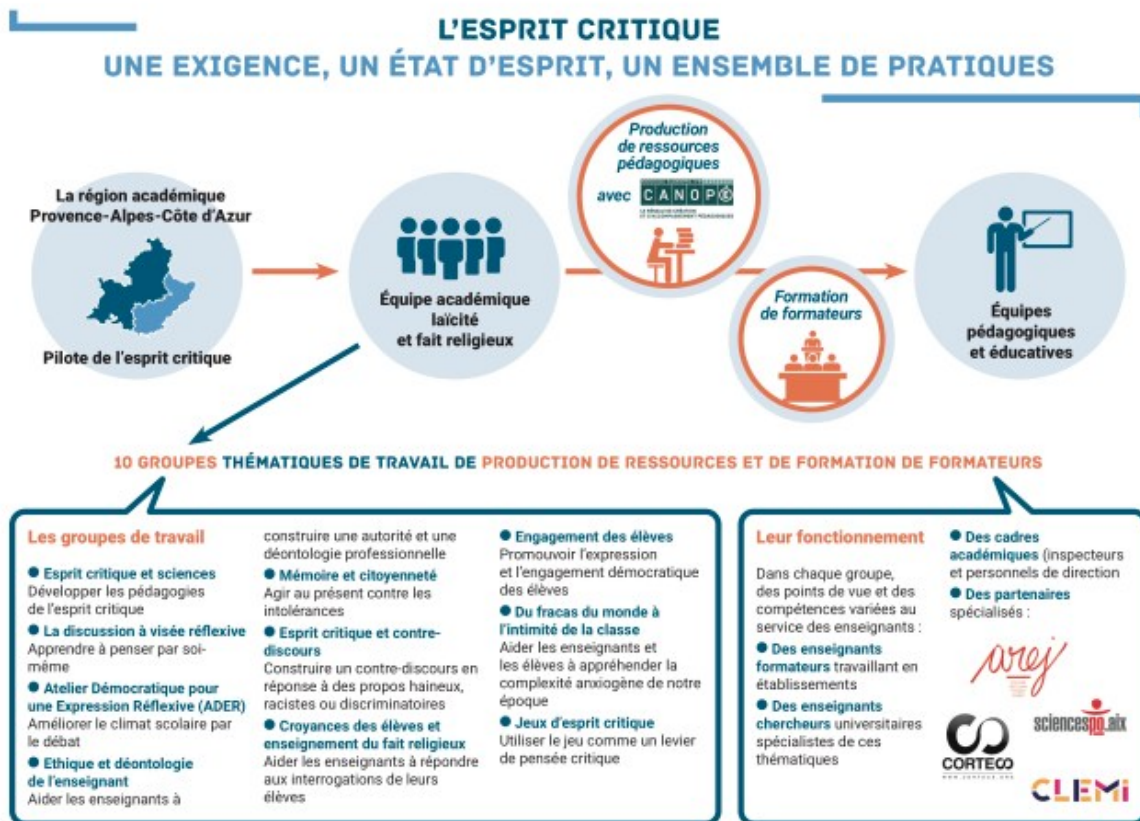 L'ESPRIT CRITIQUE
UNE EXIGENCE, UN ÉTAT D'ESPRIT, UN ENSEMBLE DE PRATIQUES
La région académique
Provence-Alpes-Côte d'Azur
Pilote de l'esprit critique
Équipe académique
laïcité
et fait religieux
Production
de ressources
pédagogiques
avec CANOPÉ
LE RÉSEAU DE CRÉATION
ET D'ACCOMPAGNEMENT PÉDAGOGIQUES
Formation
de formateurs
Équipes
pédagogiques
et éducatives
10 GROUPES THÉMATIQUES DE TRAVAIL DE PRODUCTION DE RESSOURCES ET DE FORMATION DE FORMATEURS
Les groupes de travail
● Esprit critique et sciences
Développer les pédagogies
de l'esprit critique
● La discussion à visée réflexive
Apprendre à penser par soi-
même
● Atelier Démocratique pour
une Expression Réflexive (ADER)
Améliorer le climat scolaire par
le débat
● Ethique et déontologie
de l'enseignant
Aider les enseignants à
construire une autorité et une
déontologie professionnelle
● Mémoire et citoyenneté
Agir au présent contre les
intolérances
● Esprit critique et contre-
discours
Construire un contre-discours en
réponse à des propos haineux,
racistes ou discriminatoires
● Croyances des élèves et
enseignement du fait religieux
Aider les enseignants à répondre
aux interrogations de leurs
élèves
● Engagement des élèves
Promouvoir l'expression
et l'engagement démocratique
des élèves
● Du fracas du monde à
l'intimité de la classe
Aider les enseignants et
les élèves à appréhender la
complexité anxiogène de notre
époque
● Jeux d'esprit critique
Utiliser le jeu comme un levier
de pensée critique
Leur fonctionnement
Dans chaque groupe,
des points de vue et des
compétences variées au
service des enseignants :
● Des enseignants
formateurs travaillant en
établissements
● Des enseignants
chercheurs universitaires
spécialistes de ces
thématiques
● Des cadres
académiques (inspecteurs
et personnels de direction
● Des partenaires
spécialisés :
arej
sciencespo.aix
CORTECS
CLEMI